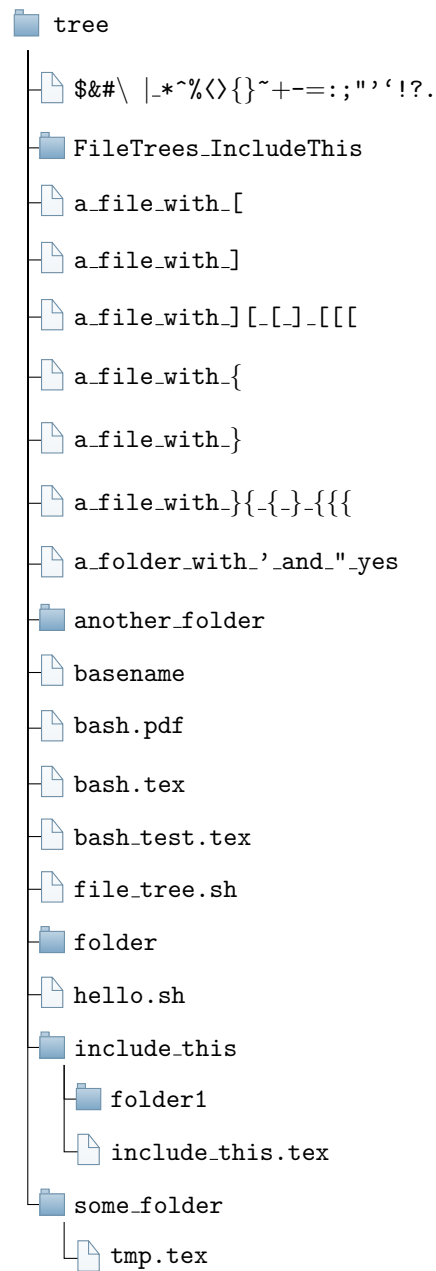 tree
$&#\ |_*^%⟨⟩{}~+-=:;"'‘!?.
FileTrees_IncludeThis
a_file_with_[
a_file_with_]
a_file_with_][_[_]_[[[
a_file_with_{
a_file_with_}
a_file_with_}{_{_}_{{{
a_folder_with_'_and_"_yes
another_folder
basename
bash.pdf
bash.tex
bash_test.tex
file_tree.sh
folder
hello.sh
include_this
folder1
include_this.tex
some_folder
tmp.tex